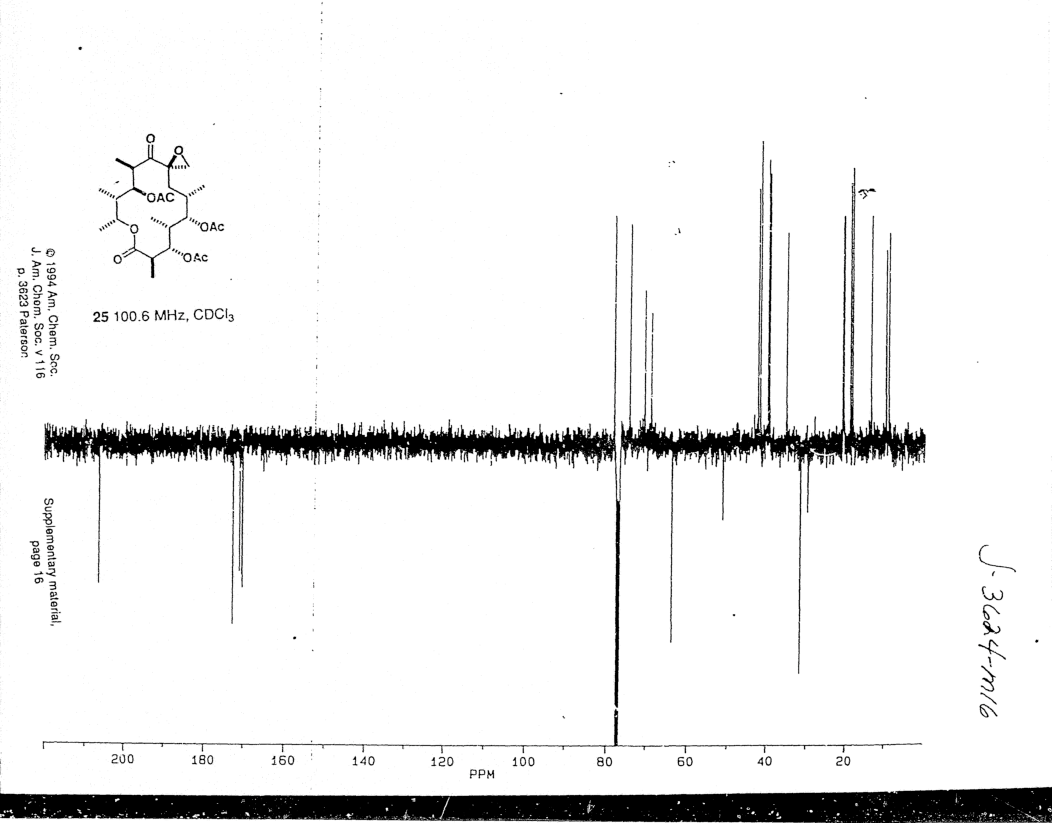 O
O
OAC
OAc
O
O
OAc
25 100.6 MHz, CDCl3
© 1994 Am. Chem. Soc.
J. Am. Chem. Soc. v 116
p. 3623 Paterson
Supplementary material,
page 16
J-3624-M16
200 180 160 140 120 100 80 60 40 20
PPM